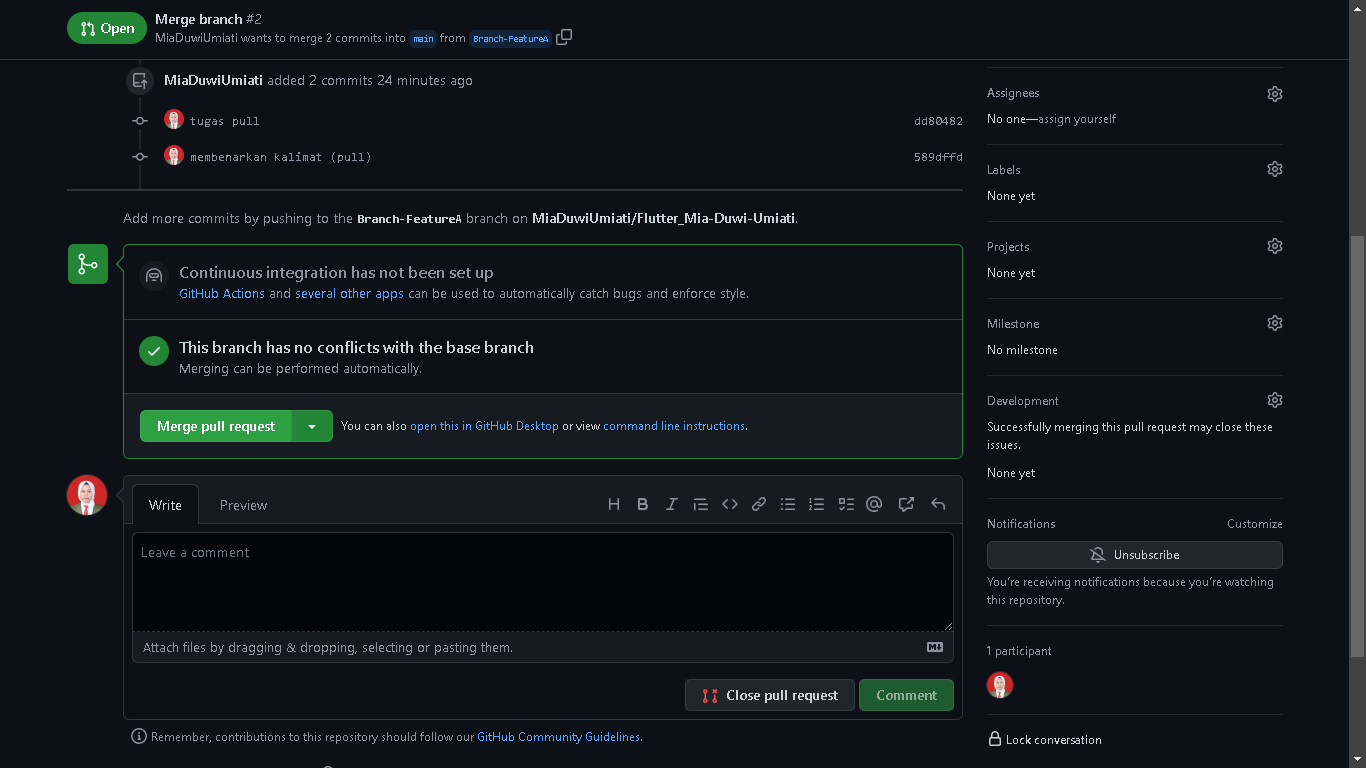 Open
Merge branch #2
MiaDuwiUmiati wants to merge 2 commits into main from Branch-FeatureA
MiaDuwiUmiati added 2 commits 24 minutes ago
tugas pull dd80482
membenarkan kalimat (pull) 589dffd
Add more commits by pushing to the Branch-FeatureA branch on MiaDuwiUmiati/Flutter_Mia-Duwi-Umiati.
Continuous integration has not been set up
GitHub Actions and several other apps can be used to automatically catch bugs and enforce style.
This branch has no conflicts with the base branch
Merging can be performed automatically.
Merge pull request You can also open this in GitHub Desktop or view command line instructions.
Write Preview
Leave a comment
Attach files by dragging & dropping, selecting or pasting them.
Close pull request Comment
Remember, contributions to this repository should follow our GitHub Community Guidelines.
Assignees
No one—assign yourself
Labels
None yet
Projects
None yet
Milestone
No milestone
Development
Successfully merging this pull request may close these
issues.
None yet
Notifications Customize
Unsubscribe
You're receiving notifications because you're watching
this repository.
1 participant
Lock conversation